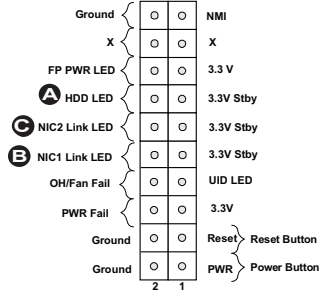 Ground NMI
X X
FP PWR LED 3.3 V
A HDD LED 3.3V Stby
C NIC2 Link LED 3.3V Stby
B NIC1 Link LED 3.3V Stby
OH/Fan Fail UID LED
PWR Fail 3.3V
Ground Reset Reset Button
Ground PWR Power Button
2 1